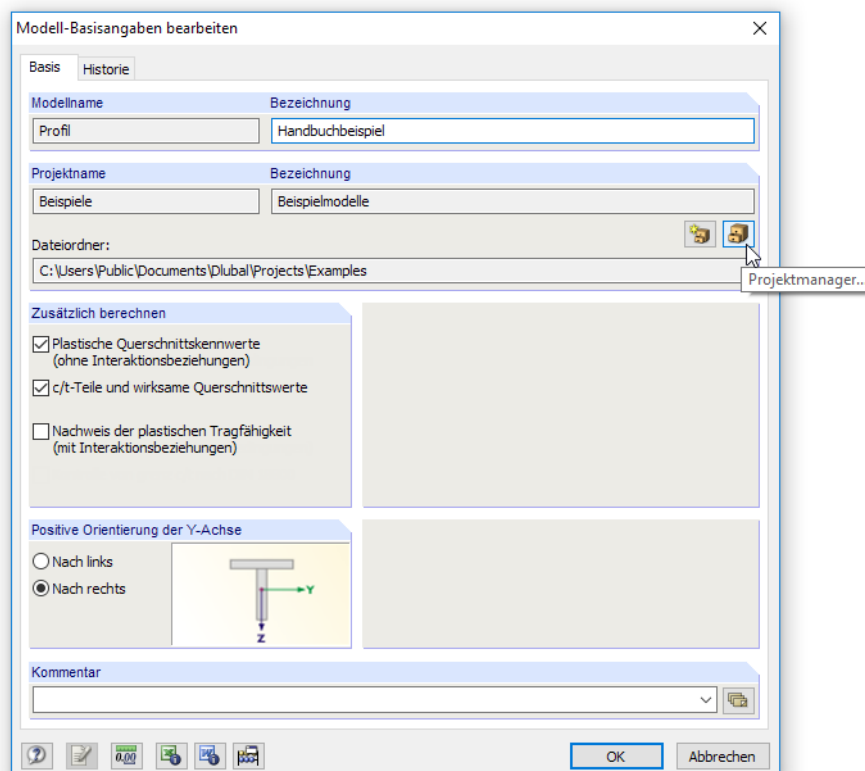 Modell-Basisangaben bearbeiten
Basis
Historie
Modellname
Bezeichnung
Profil
Handbuchbeispiel
Projektname
Bezeichnung
Beispiele
Beispielmodelle
Dateiordner:
C:\Users\Public\Documents\Dlubal\Projects\Examples
Projektmanager...
Zusätzlich berechnen
Plastische Querschnittskennwerte
(ohne Interaktionsbeziehungen)
c/t-Teile und wirksame Querschnittswerte
Nachweis der plastischen Tragfähigkeit
(mit Interaktionsbeziehungen)
Positive Orientierung der Y-Achse
Nach links
Nach rechts
Y
Z
Kommentar
0.00
OK
Abbrechen